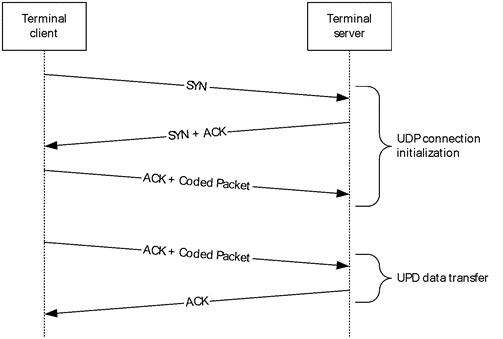 Terminal
client
Terminal
server
SYN
SYN + ACK
UDP connection
initialization
ACK + Coded Packet
ACK + Coded Packet
UPD data transfer
ACK